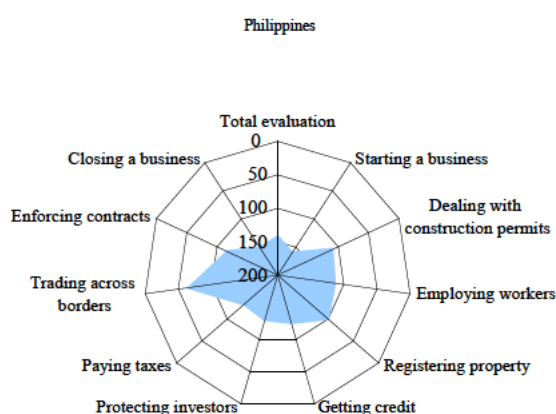 Philippines
Total evaluation
0
Closing a business
Starting a business
50
Dealing with
construction permits
100
Enforcing contracts
150
Trading across
borders
200
Employing workers
Paying taxes
Registering property
Protecting investors
Getting credit